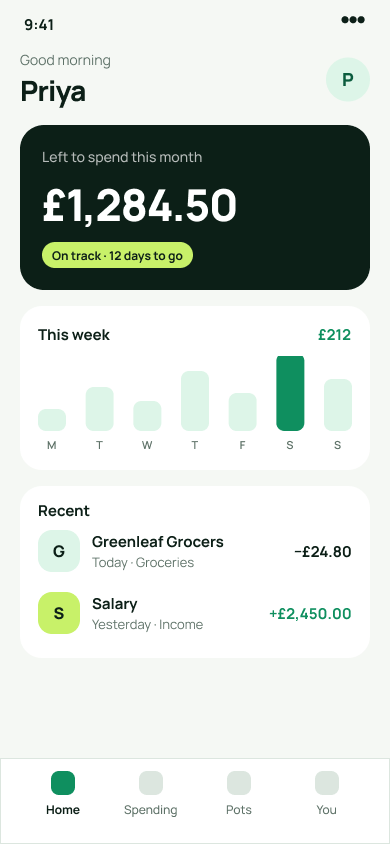 9:41
Good morning
Priya
P
Left to spend this month
£1,284.50
On track · 12 days to go
This week
£212
M T W T F S S
Recent
G
Greenleaf Grocers
Today · Groceries
−£24.80
S
Salary
Yesterday · Income
+£2,450.00
Home Spending Pots You